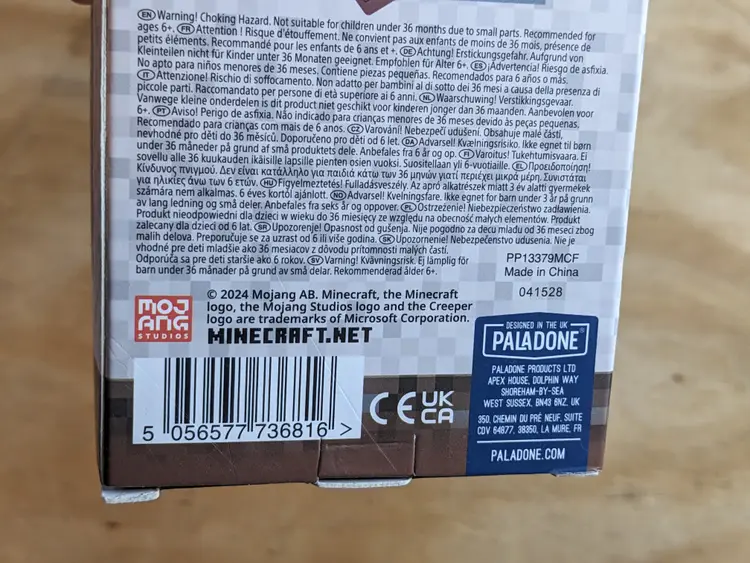 EN Warning! Choking Hazard. Not suitable for children under 36 months due to small parts. Recommended for
ages 6+. FR Attention ! Risque d'étouffement. Ne convient pas aux enfants de moins de 36 mois, présence de
petits éléments. Recommandé pour les enfants de 6 ans et +. DE Achtung! Erstickungsgefahr. Aufgrund von
Kleinteilen nicht für Kinder unter 36 Monaten geeignet. Empfohlen für Alter 6+. ES ¡Advertencia! Riesgo de asfixia.
No apto para niños menores de 36 meses. Contiene piezas pequeñas. Recomendados para 6 años o más.
IT Attenzione! Rischio di soffocamento. Non adatto per bambini al di sotto dei 36 mesi a causa della presenza di
piccole parti. Raccomandato per persone di età superiore ai 6 anni. NL Waarschuwing! Verstikkingsgevaar.
Vanwege kleine onderdelen is dit product niet geschikt voor kinderen jonger dan 36 maanden. Aanbevolen voor
6+. PT Aviso! Perigo de asfixia. Não indicado para crianças menores de 36 meses devido às peças pequenas.
Recomendado para crianças com mais de 6 anos. CZ Varování! Nebezpečí udušení. Obsahuje malé části,
nevhodné pro děti do 36 měsíců. Doporučeno pro děti od 6 let. DA Advarsel! Kvælningsrisiko. Ikke egnet til børn
under 36 måneder på grund af små produktets dele. Anbefales fra 6 år og op. FI Varoitus! Tukehtumisvaara. Ei
sovellu alle 36 kuukauden ikäisille lapsille pienten osien vuoksi. Suositellaan yli 6-vuotiaille. EL Προειδοποίηση!
Κίνδυνος πνιγμού. Δεν είναι κατάλληλο για παιδιά κάτω των 36 μηνών γιατί περιέχει μικρά μέρη. Συνιστάται
για ηλικίες άνω των 6 ετών. HU Figyelmeztetés! Fulladásveszély. Az apró alkatrészek miatt 3 év alatti gyermekek
számára nem alkalmas. 6 éves kortól ajánlott. NO Advarsel! Kvelningsfare. Ikke egnet for barn under 3 år på grunn
av lang ledning og små deler. Anbefales fra seks år og oppover. PL Ostrzeżenie! Niebezpieczeństwo zadławienia.
Produkt nieodpowiedni dla dzieci w wieku do 36 miesięcy ze względu na obecność małych elementów. Produkt
zalecany dla dzieci od 6 lat. SR Upozorenje! Opasnost od gušenja. Nije pogodno za decu mlađu od 36 meseci zbog
malih delova. Preporučuje se za uzrast od 6 ili više godina. SK Upozornenie! Nebezpečenstvo udusenia. Nie je
vhodné pre deti mladšie ako 36 mesiacov z dôvodu prítomnosti malých častí.
Odporúča sa pre deti staršie ako 6 rokov. SV Varning! Kvävningsrisk. Ej lämplig för
barn under 36 månader på grund av små delar. Rekommenderad ålder 6+.
PP13379MCF
Made in China
041528
MOJ
ANG
STUDIOS
© 2024 Mojang AB. Minecraft, the Minecraft
logo, the Mojang Studios logo and the Creeper
logo are trademarks of Microsoft Corporation.
MINECRAFT.NET
5 056577 736816 >
CE UK
CA
DESIGNED IN THE UK
PALADONE®
PALADONE PRODUCTS LTD
APEX HOUSE, DOLPHIN WAY
SHOREHAM-BY-SEA
WEST SUSSEX, BN43 6NZ, UK
350, CHEMIN DU PRÉ NEUF, SUITE
CDV 64877, 38350, LA MURE, FR
PALADONE.COM